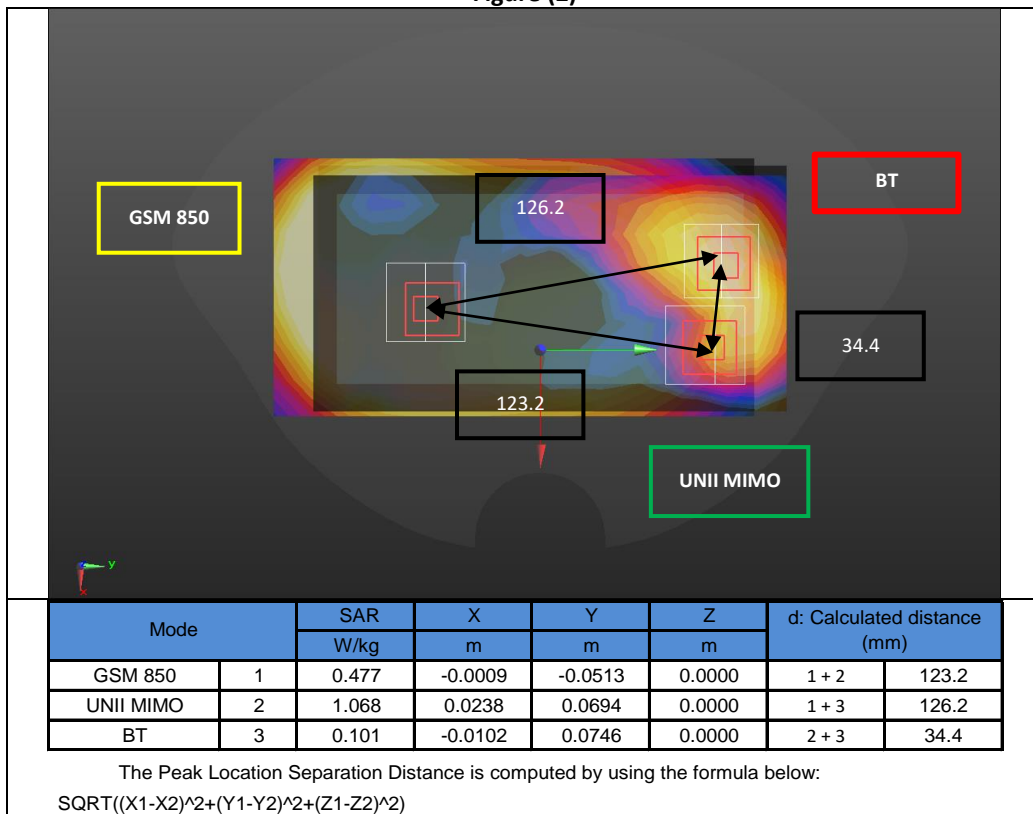 Figure (2)
BT
GSM 850
126.2
34.4
123.2
UNII MIMO
y
x
Mode SAR X Y Z d: Calculated distance (mm)
W/kg m m m
GSM 850 1 0.477 -0.0009 -0.0513 0.0000 1 + 2 123.2
UNII MIMO 2 1.068 0.0238 0.0694 0.0000 1 + 3 126.2
BT 3 0.101 -0.0102 0.0746 0.0000 2 + 3 34.4
The Peak Location Separation Distance is computed by using the formula below:
SQRT((X1-X2)^2+(Y1-Y2)^2+(Z1-Z2)^2)